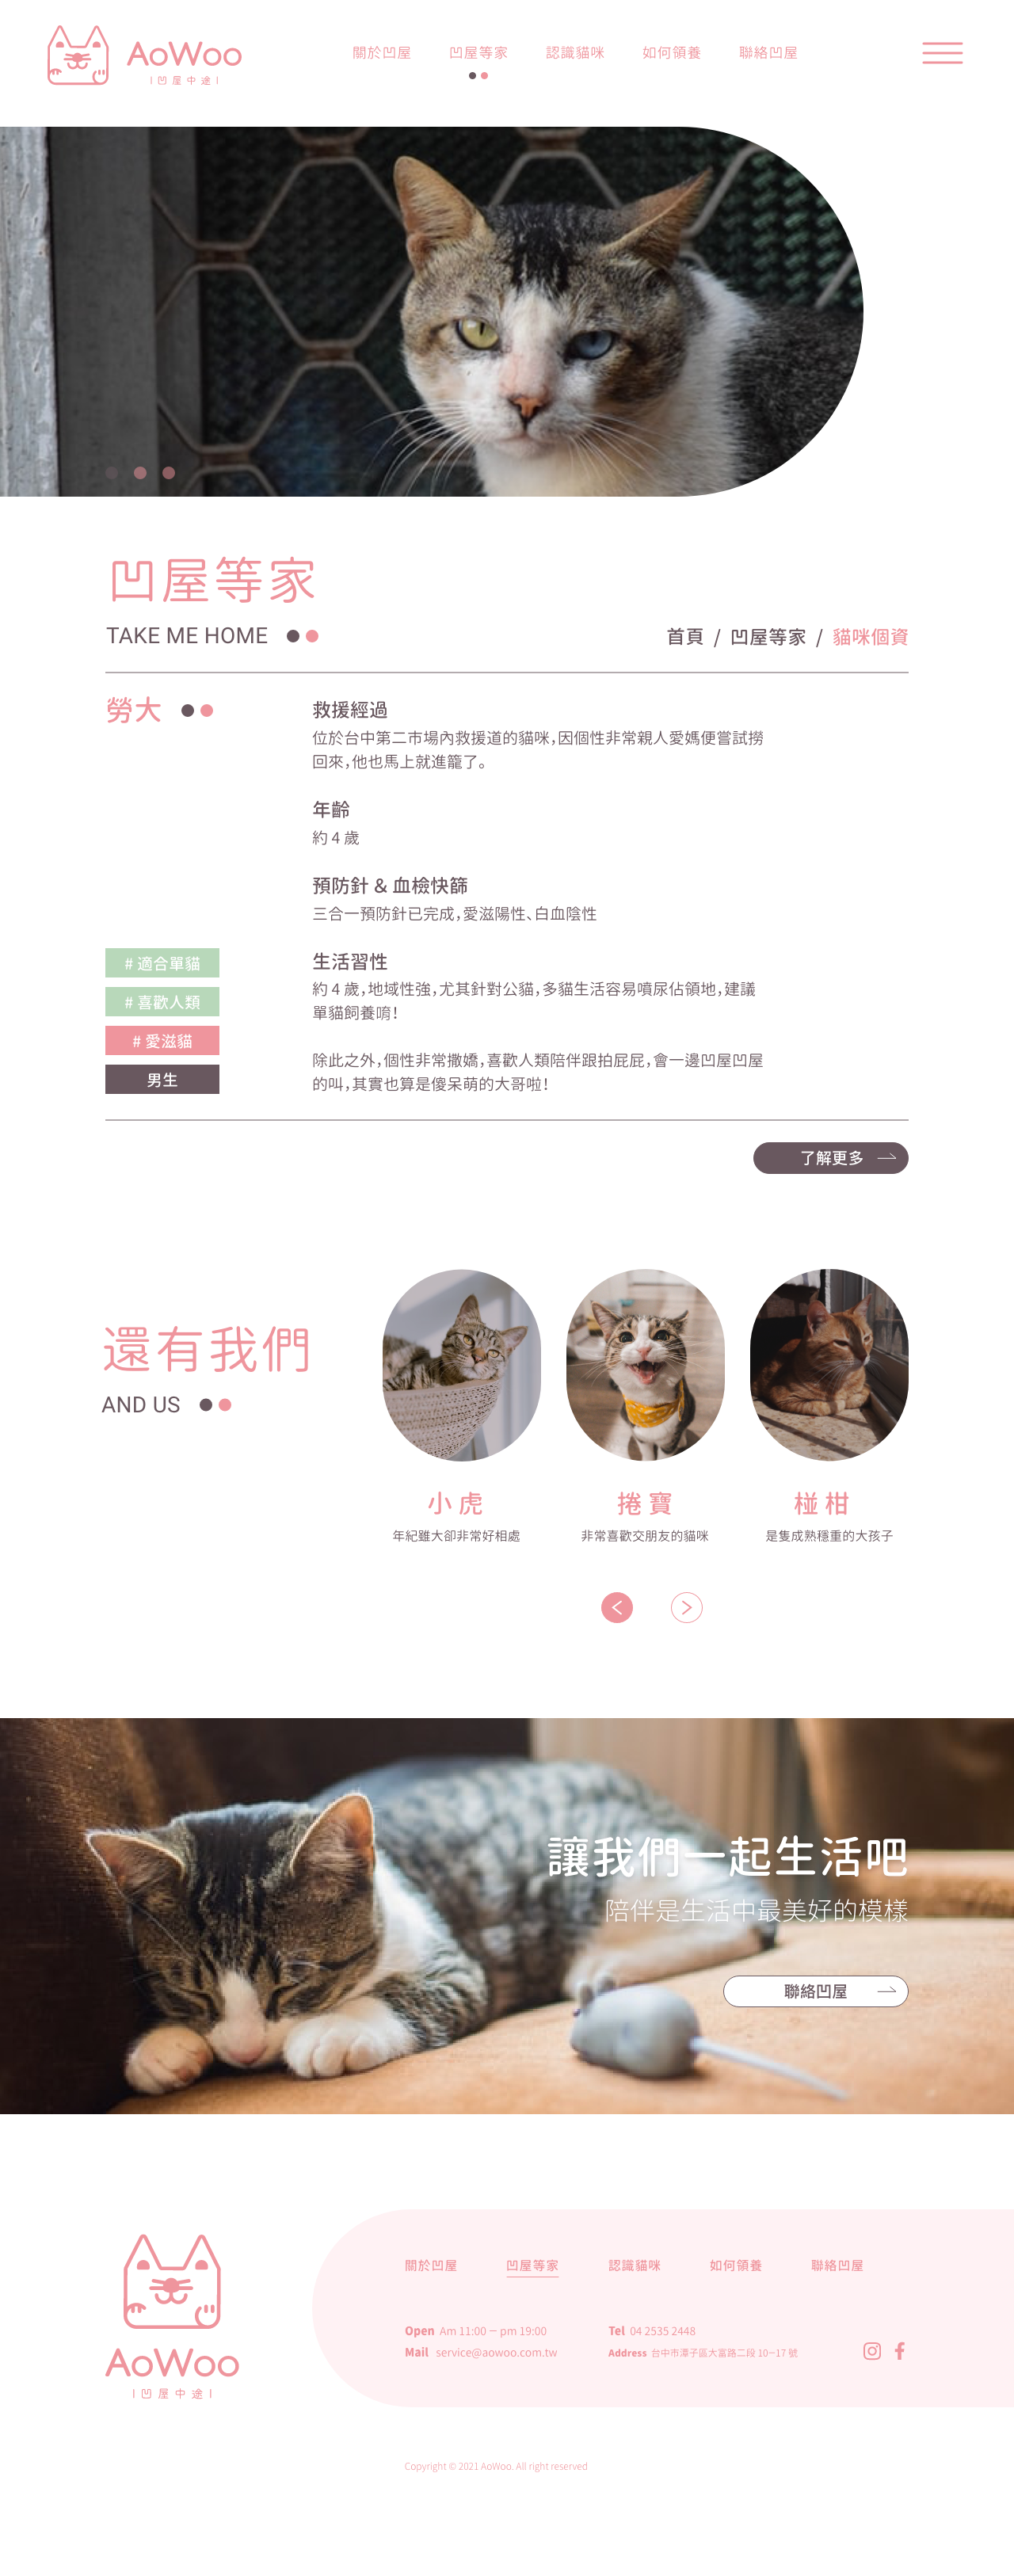 AoWoo
凹屋中途
關於凹屋
凹屋等家
認識貓咪
如何領養
聯絡凹屋
凹屋等家
TAKE ME HOME
首頁 / 凹屋等家 / 貓咪個資
勞大
救援經過
位於台中第二市場內救援道的貓咪，因個性非常親人愛媽便嘗試撈
回來，他也馬上就進籠了。
年齡
約 4 歲
預防針 & 血檢快篩
三合一預防針已完成，愛滋陽性、白血陰性
# 適合單貓
# 喜歡人類
# 愛滋貓
男生
生活習性
約 4 歲，地域性強，尤其針對公貓，多貓生活容易噴尿佔領地，建議
單貓飼養唷！
除此之外，個性非常撒嬌，喜歡人類陪伴跟拍屁屁，會一邊凹屋凹屋
的叫，其實也算是傻呆萌的大哥啦！
了解更多
還有我們
AND US
小虎
年紀雖大卻非常好相處
捲寶
非常喜歡交朋友的貓咪
椪柑
是隻成熟穩重的大孩子
讓我們一起生活吧
陪伴是生活中最美好的模樣
聯絡凹屋
AoWoo
凹屋中途
關於凹屋
凹屋等家
認識貓咪
如何領養
聯絡凹屋
Open Am 11:00 – pm 19:00
Tel 04 2535 2448
Mail service@aowoo.com.tw
Address 台中市潭子區大富路二段 10–17 號
Copyright © 2021 AoWoo. All right reserved